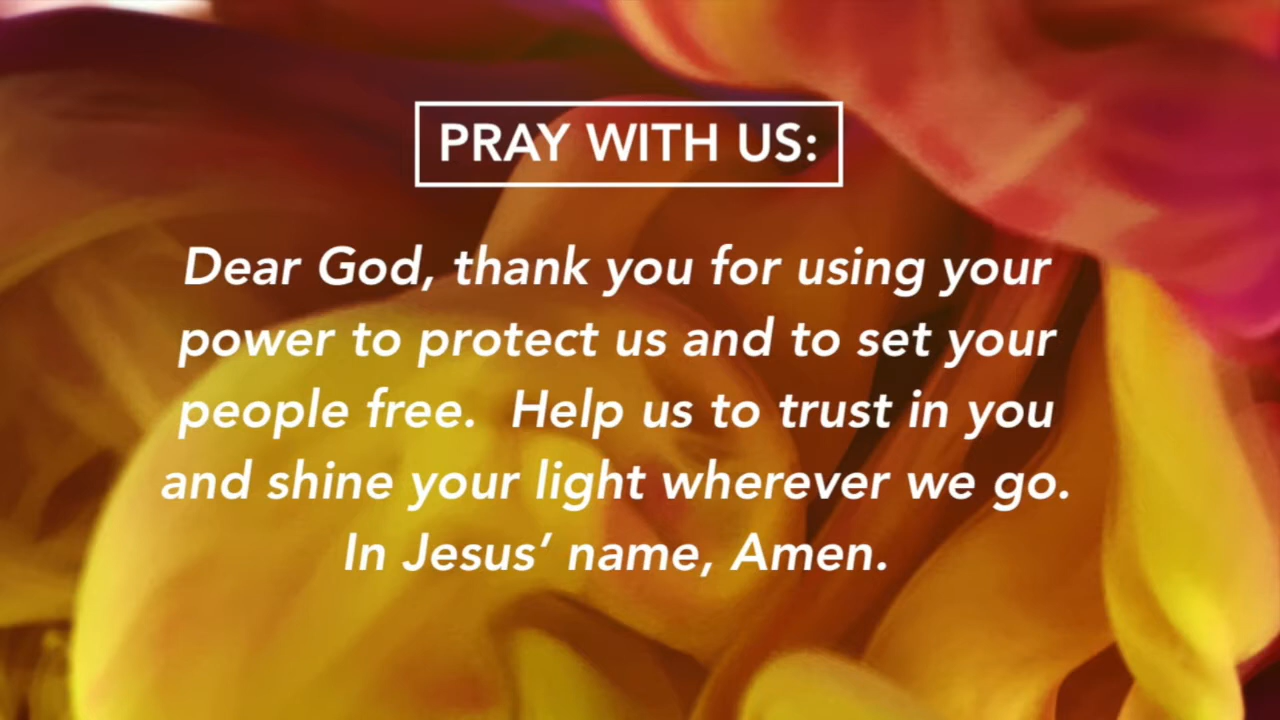 PRAY WITH US:
Dear God, thank you for using your
power to protect us and to set your
people free.  Help us to trust in you
and shine your light wherever we go.
In Jesus’ name, Amen.